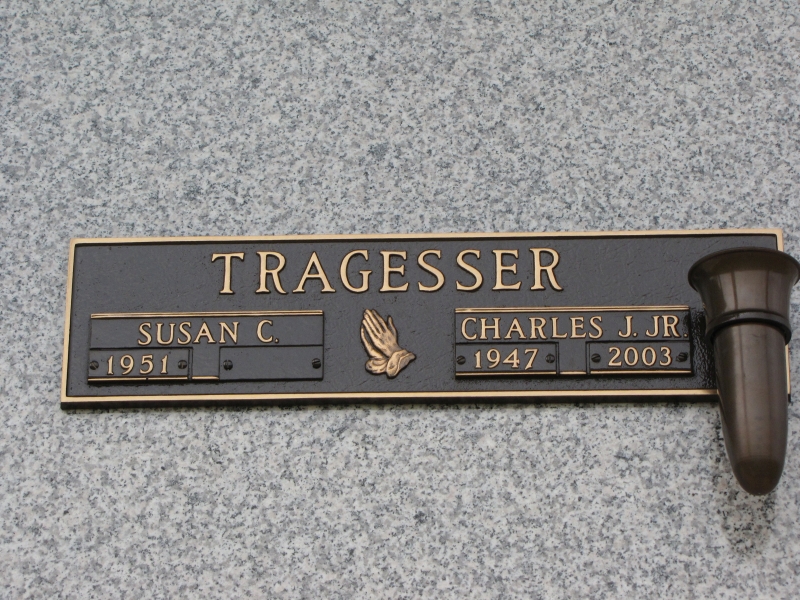 TRAGESSER
SUSAN C.
1951
CHARLES J. JR.
1947 2003